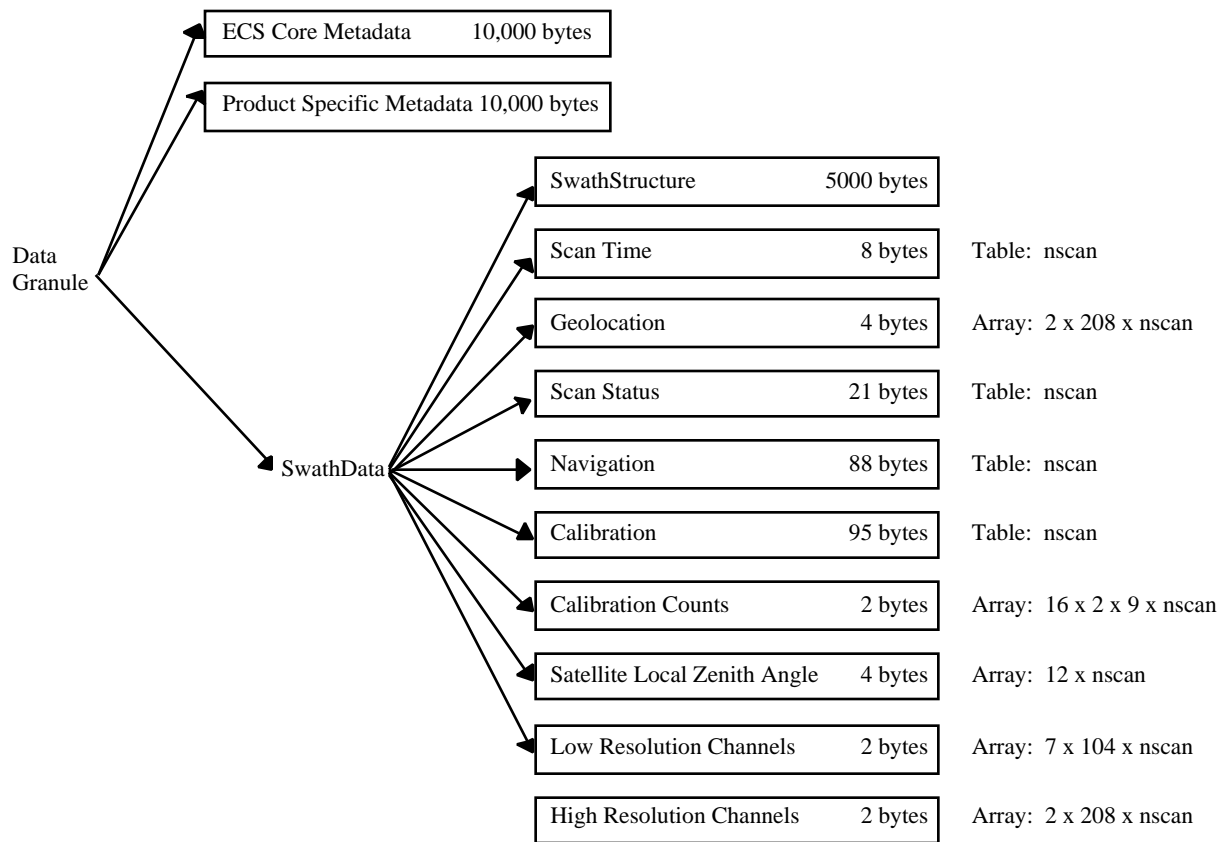 ECS Core Metadata 10,000 bytes
Product Specific Metadata 10,000 bytes
SwathStructure 5000 bytes
Data
Granule
Scan Time 8 bytes Table: nscan
Geolocation 4 bytes Array: 2 x 208 x nscan
Scan Status 21 bytes Table: nscan
SwathData
Navigation 88 bytes Table: nscan
Calibration 95 bytes Table: nscan
Calibration Counts 2 bytes Array: 16 x 2 x 9 x nscan
Satellite Local Zenith Angle 4 bytes Array: 12 x nscan
Low Resolution Channels 2 bytes Array: 7 x 104 x nscan
High Resolution Channels 2 bytes Array: 2 x 208 x nscan